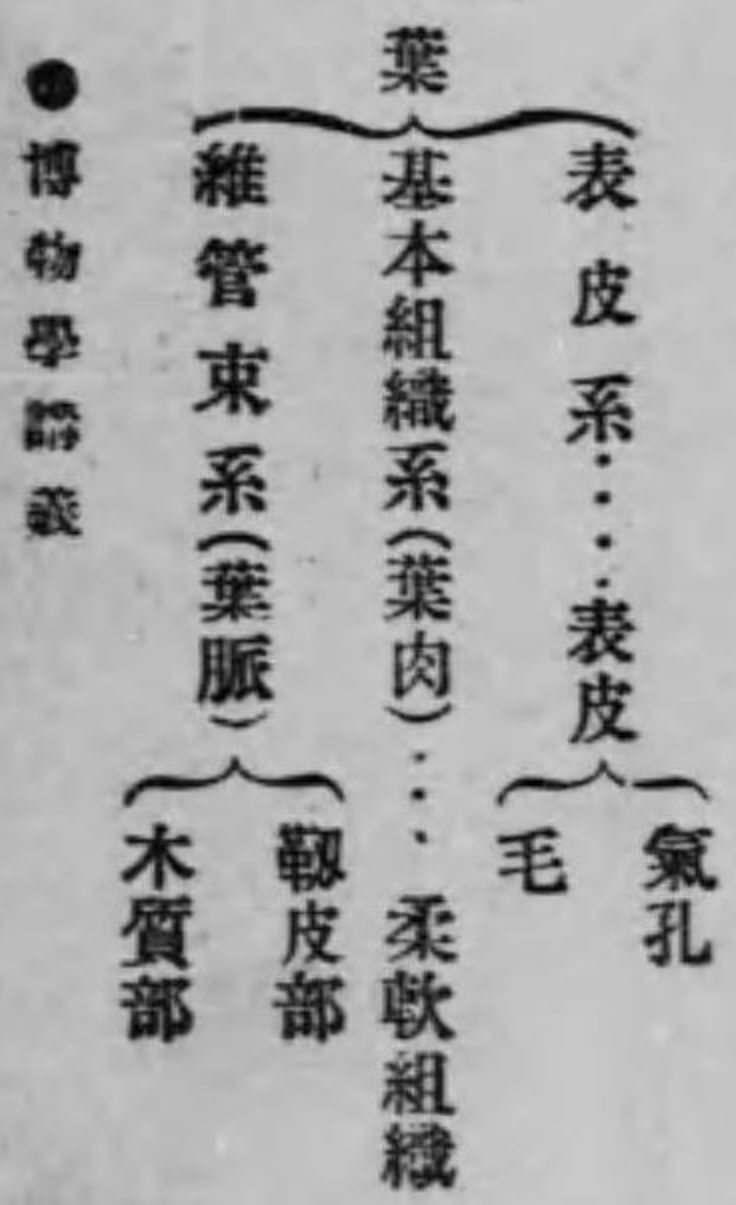 葉
表皮系････表皮
氣孔
毛
基本組織系(葉肉)･･･柔軟組織
維管束系(葉脈)
靱皮部
木質部
●博物學講義